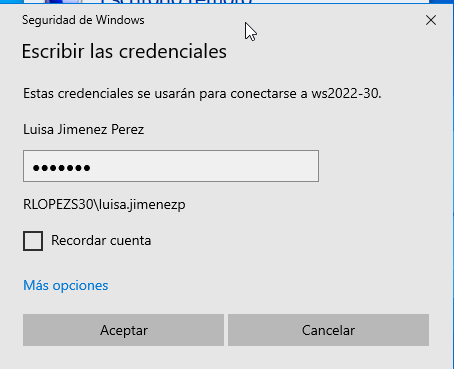 Seguridad de Windows
Escribir las credenciales
Estas credenciales se usarán para conectarse a ws2022-30.
Luisa Jimenez Perez
●●●●●●●
RLOPEZS30\luisa.jimenezp
Recordar cuenta
Más opciones
Aceptar
Cancelar